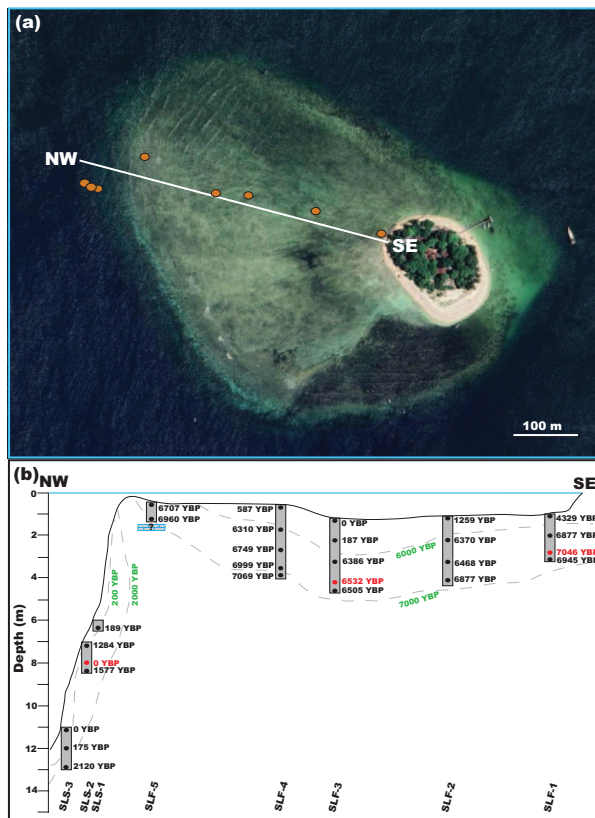 (a)
NW
SE
100 m
(b)
NW
SE
0
2
4
6
8
10
12
14
Depth (m)
200 YBP
2000 YBP
6000 YBP
7000 YBP
0 YBP
175 YBP
2120 YBP
1284 YBP
0 YBP
1577 YBP
189 YBP
6707 YBP
6960 YBP
?
587 YBP
6310 YBP
6749 YBP
6999 YBP
7069 YBP
0 YBP
187 YBP
6386 YBP
6532 YBP
6505 YBP
1259 YBP
6370 YBP
6468 YBP
6877 YBP
4329 YBP
6877 YBP
7046 YBP
6945 YBP
SLS-3
SLS-2
SLS-1
SLF-5
SLF-4
SLF-3
SLF-2
SLF-1